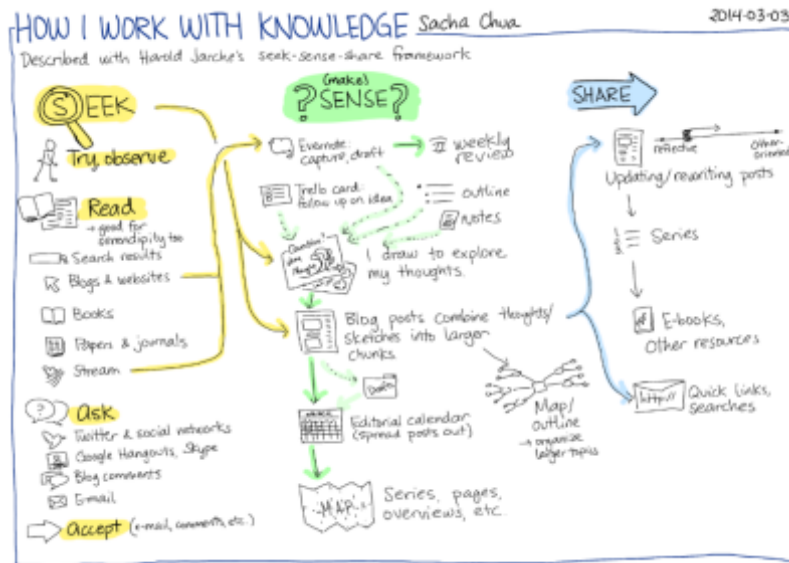 HOW I WORK WITH KNOWLEDGE Sacha Chua 2014-03-03
Described with Harold Jarche's seek-sense-share framework
SEEK
Try, observe
Read
→ good for
serendipity too
Search results
Blogs & websites
Books
Papers & journals
Stream
Ask
Twitter & social networks
Google Hangouts, Skype
Blog comments
E-mail
Accept (e-mail, comments, etc.)
(make)
? SENSE ?
Evernote:
capture, draft
weekly
review
Trello card:
follow up on idea
outline
notes
I draw to explore
my thoughts.
Blog posts combine thoughts/
sketches into larger
chunks
Drafts
Editorial calendar
(spread posts out)
Map/
outline
→ organize
larger topics
MAP
Series, pages,
overviews, etc.
SHARE
reflective
Other-
oriented
Updating/rewriting posts
Series
E-books,
Other resources
http://
Quick links,
searches